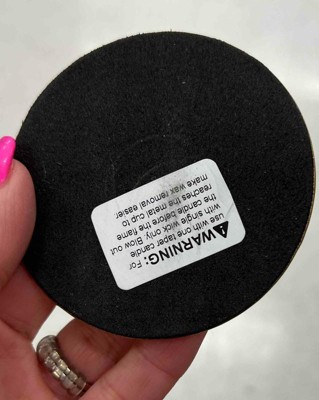 ⚠WARNING: For
use with one taper candle
with single wick only. Blow out
the candle before the flame
reaches the metal cup to
make wax removal easier